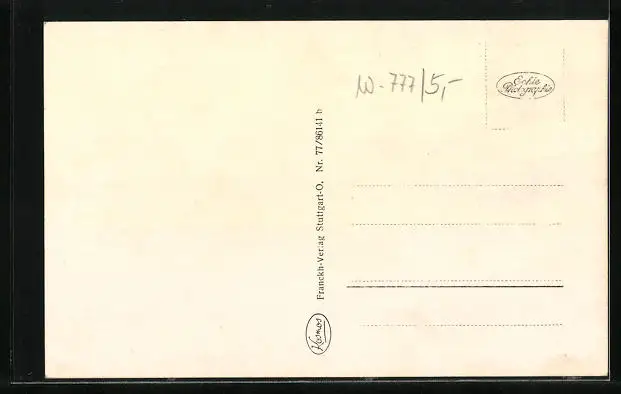 W-777/5,-
Echte
Photographie
Franckh-Verlag Stuttgart-O, Nr. 77/86141 b
Kosmos